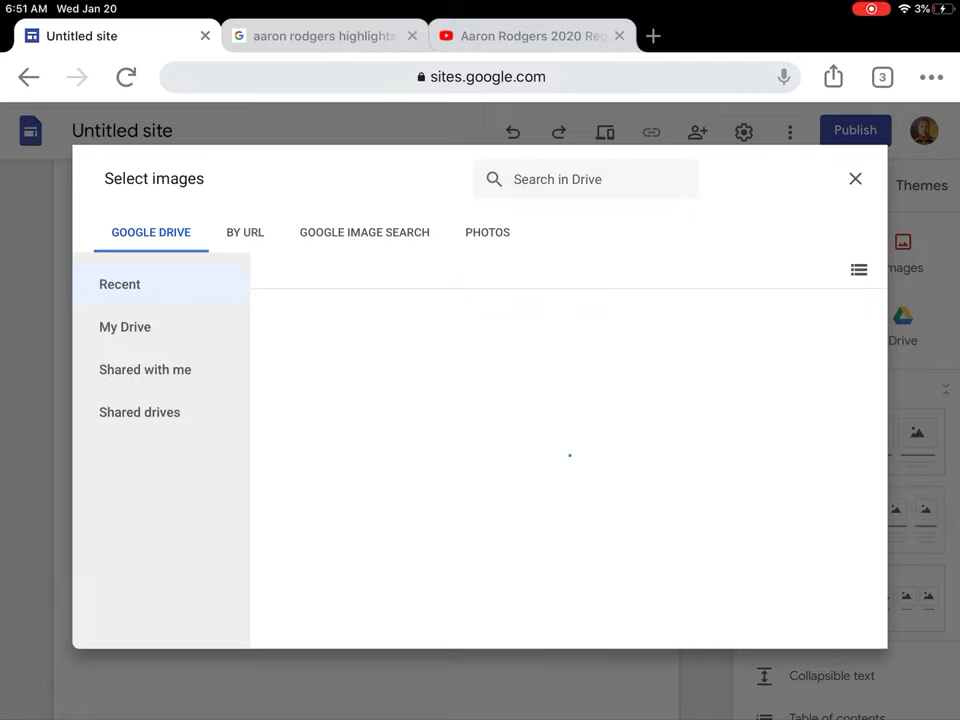 6:51 AM Wed Jan 20
3%
Untitled site
aaron rodgers highlights
Aaron Rodgers 2020 Reg
sites.google.com
3
Untitled site
Publish
Select images
Search in Drive
Themes
GOOGLE DRIVE
BY URL
GOOGLE IMAGE SEARCH
PHOTOS
mages
Recent
My Drive
Drive
Shared with me
Shared drives
Collapsible text
Table of contents